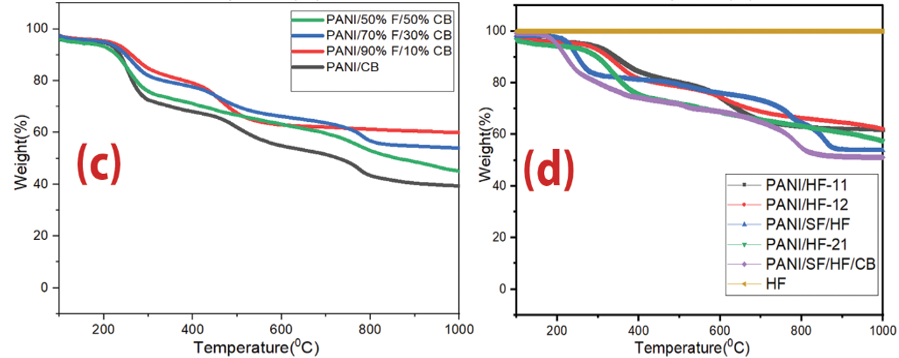 (c)
Weight(%)
100
80
60
40
20
0
200
400
600
800
1000
Temperature(⁰C)
PANI/50% F/50% CB
PANI/70% F/30% CB
PANI/90% F/10% CB
PANI/CB
(d)
Weight(%)
100
80
60
40
20
0
200
400
600
800
1000
Temperature(⁰C)
PANI/HF-11
PANI/HF-12
PANI/SF/HF
PANI/HF-21
PANI/SF/HF/CB
HF